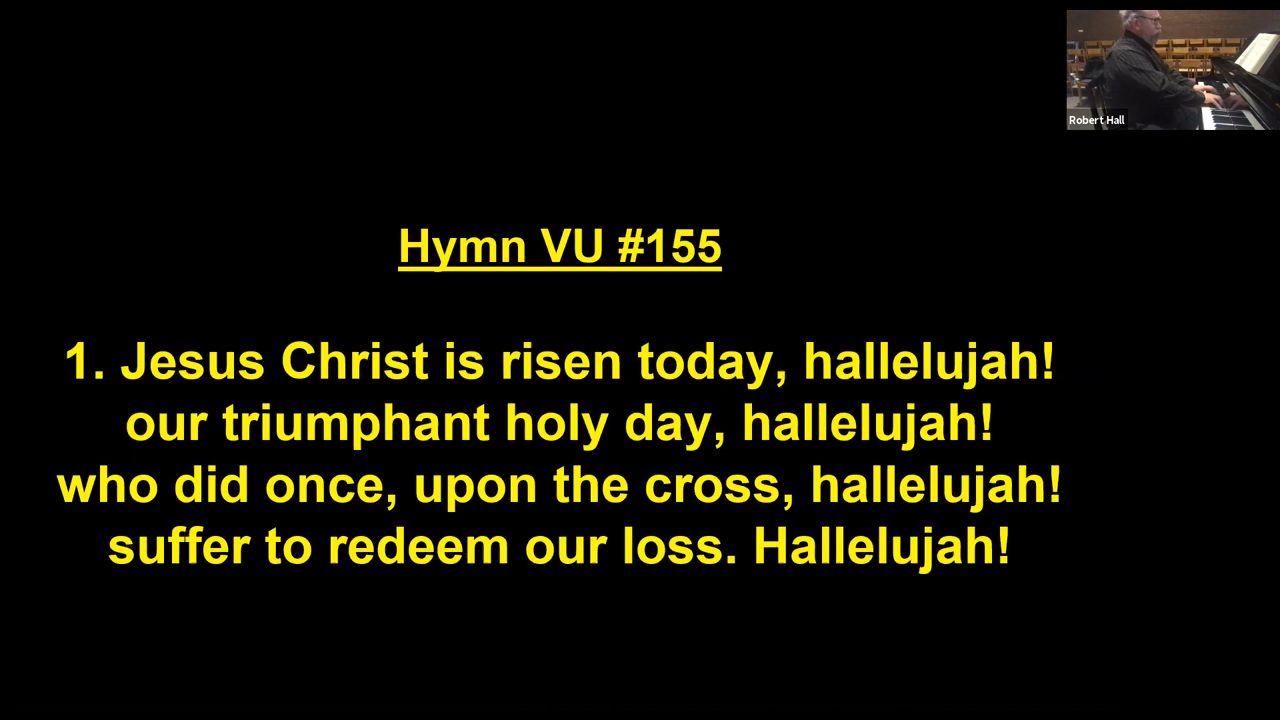 Robert Hall
Hymn VU #155
1. Jesus Christ is risen today, hallelujah!
our triumphant holy day, hallelujah!
who did once, upon the cross, hallelujah!
suffer to redeem our loss. Hallelujah!